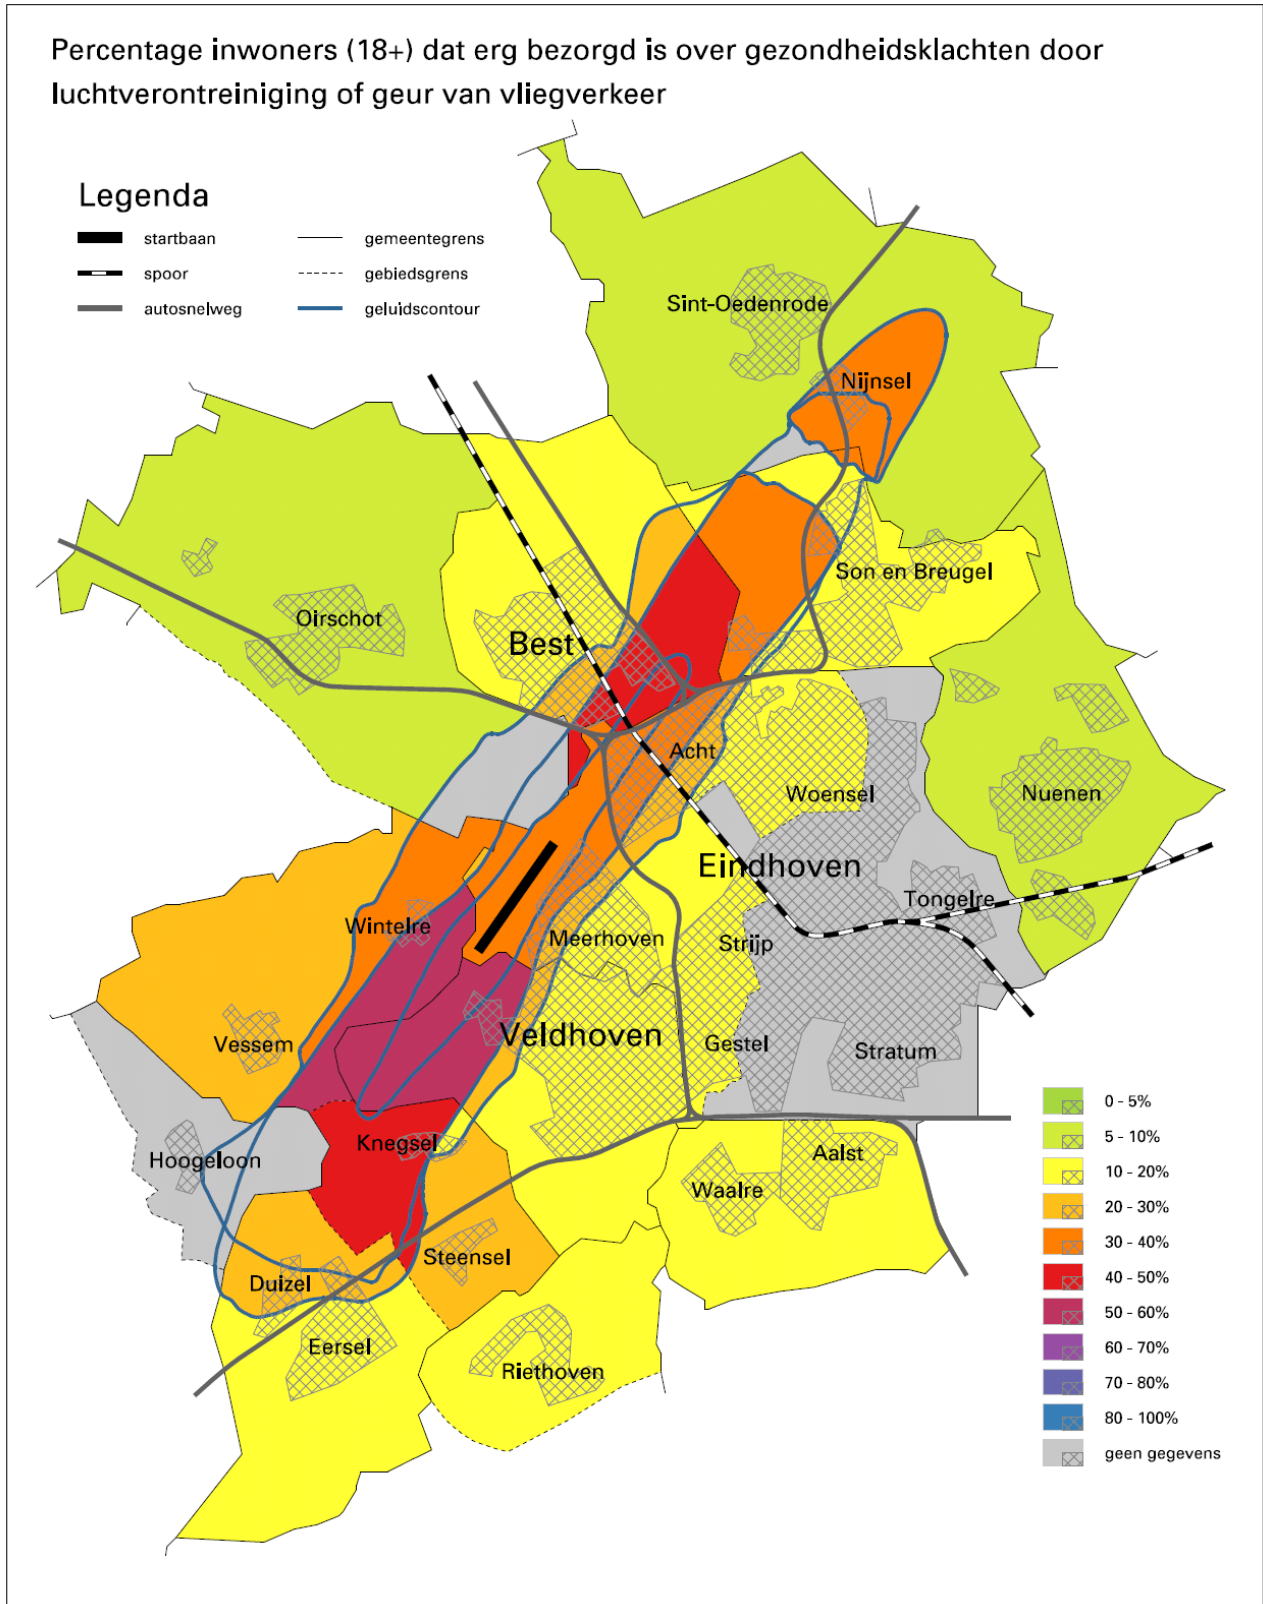 Percentage inwoners (18+) dat erg bezorgd is over gezondheidsklachten door
luchtverontreiniging of geur van vliegverkeer
Legenda
startbaan
gemeentegrens
spoor
gebiedsgrens
autosnelweg
geluidscontour
Sint-Oedenrode
Nijnsel
Son en Breugel
Oirschot
Best
Acht
Woensel
Nuenen
Eindhoven
Tongelre
Wintelre
Meerhoven
Strijp
Veldhoven
Vessem
Gestel
Stratum
Knegsel
Hoogeloon
Aalst
Waalre
Steensel
Duizel
Eersel
Riethoven
0 - 5%
5 - 10%
10 - 20%
20 - 30%
30 - 40%
40 - 50%
50 - 60%
60 - 70%
70 - 80%
80 - 100%
geen gegevens